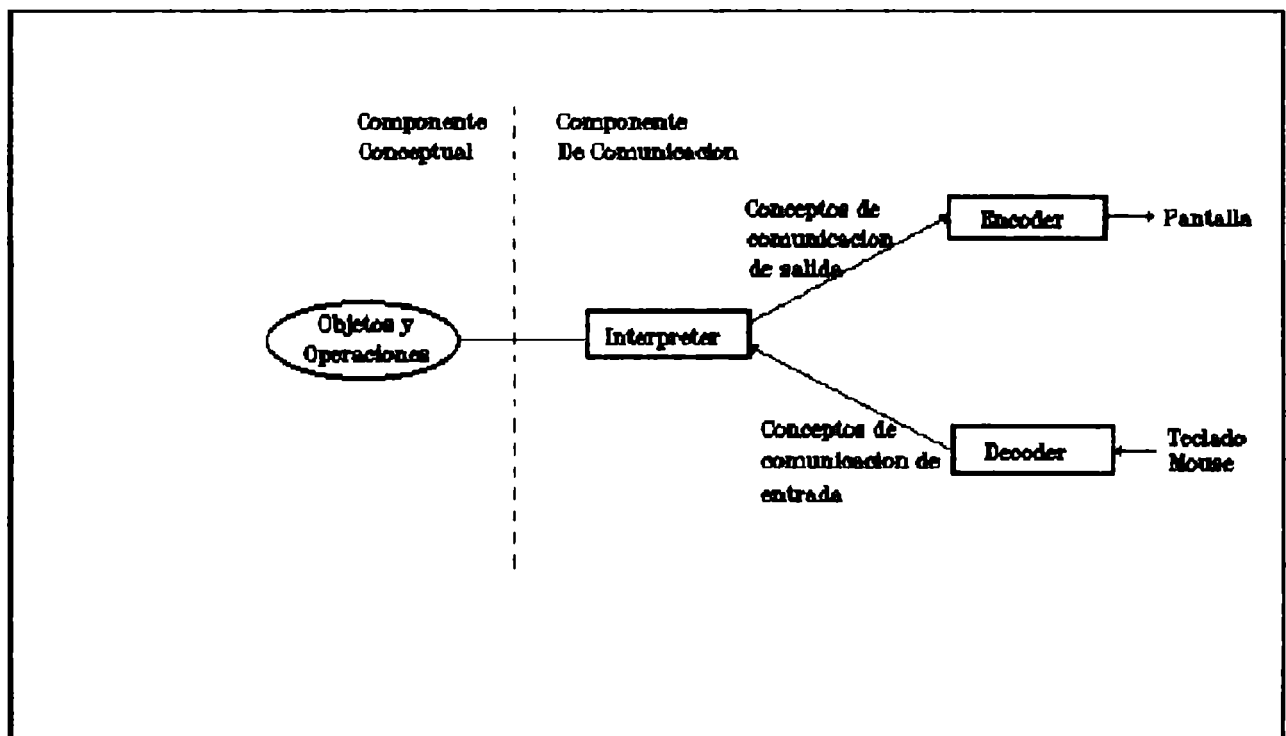 Componente
Conceptual
Componente
De Comunicacion
Conceptos de
comunicacion
de salida
Encoder
Pantalla
Objetos y
Operaciones
Interpreter
Conceptos de
comunicacion de
entrada
Decoder
Teclado
Mouse